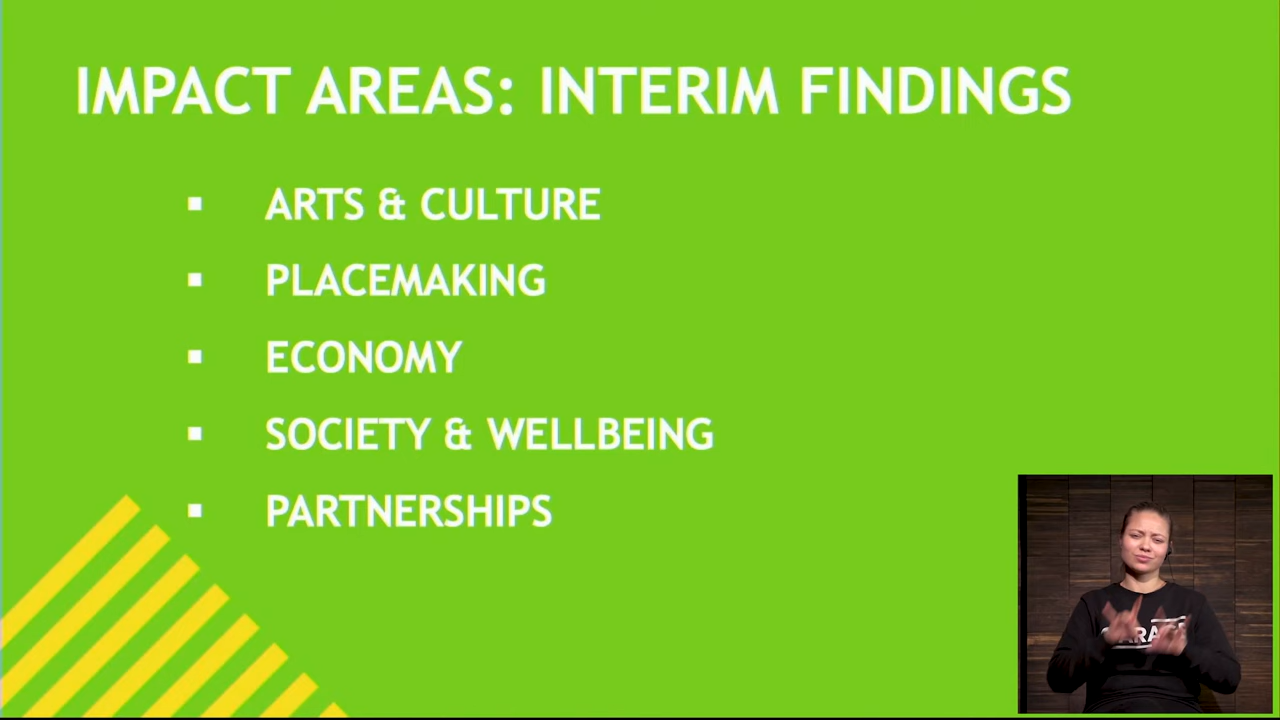 IMPACT AREAS: INTERIM FINDINGS
▪ ARTS & CULTURE
▪ PLACEMAKING
▪ ECONOMY
▪ SOCIETY & WELLBEING
▪ PARTNERSHIPS